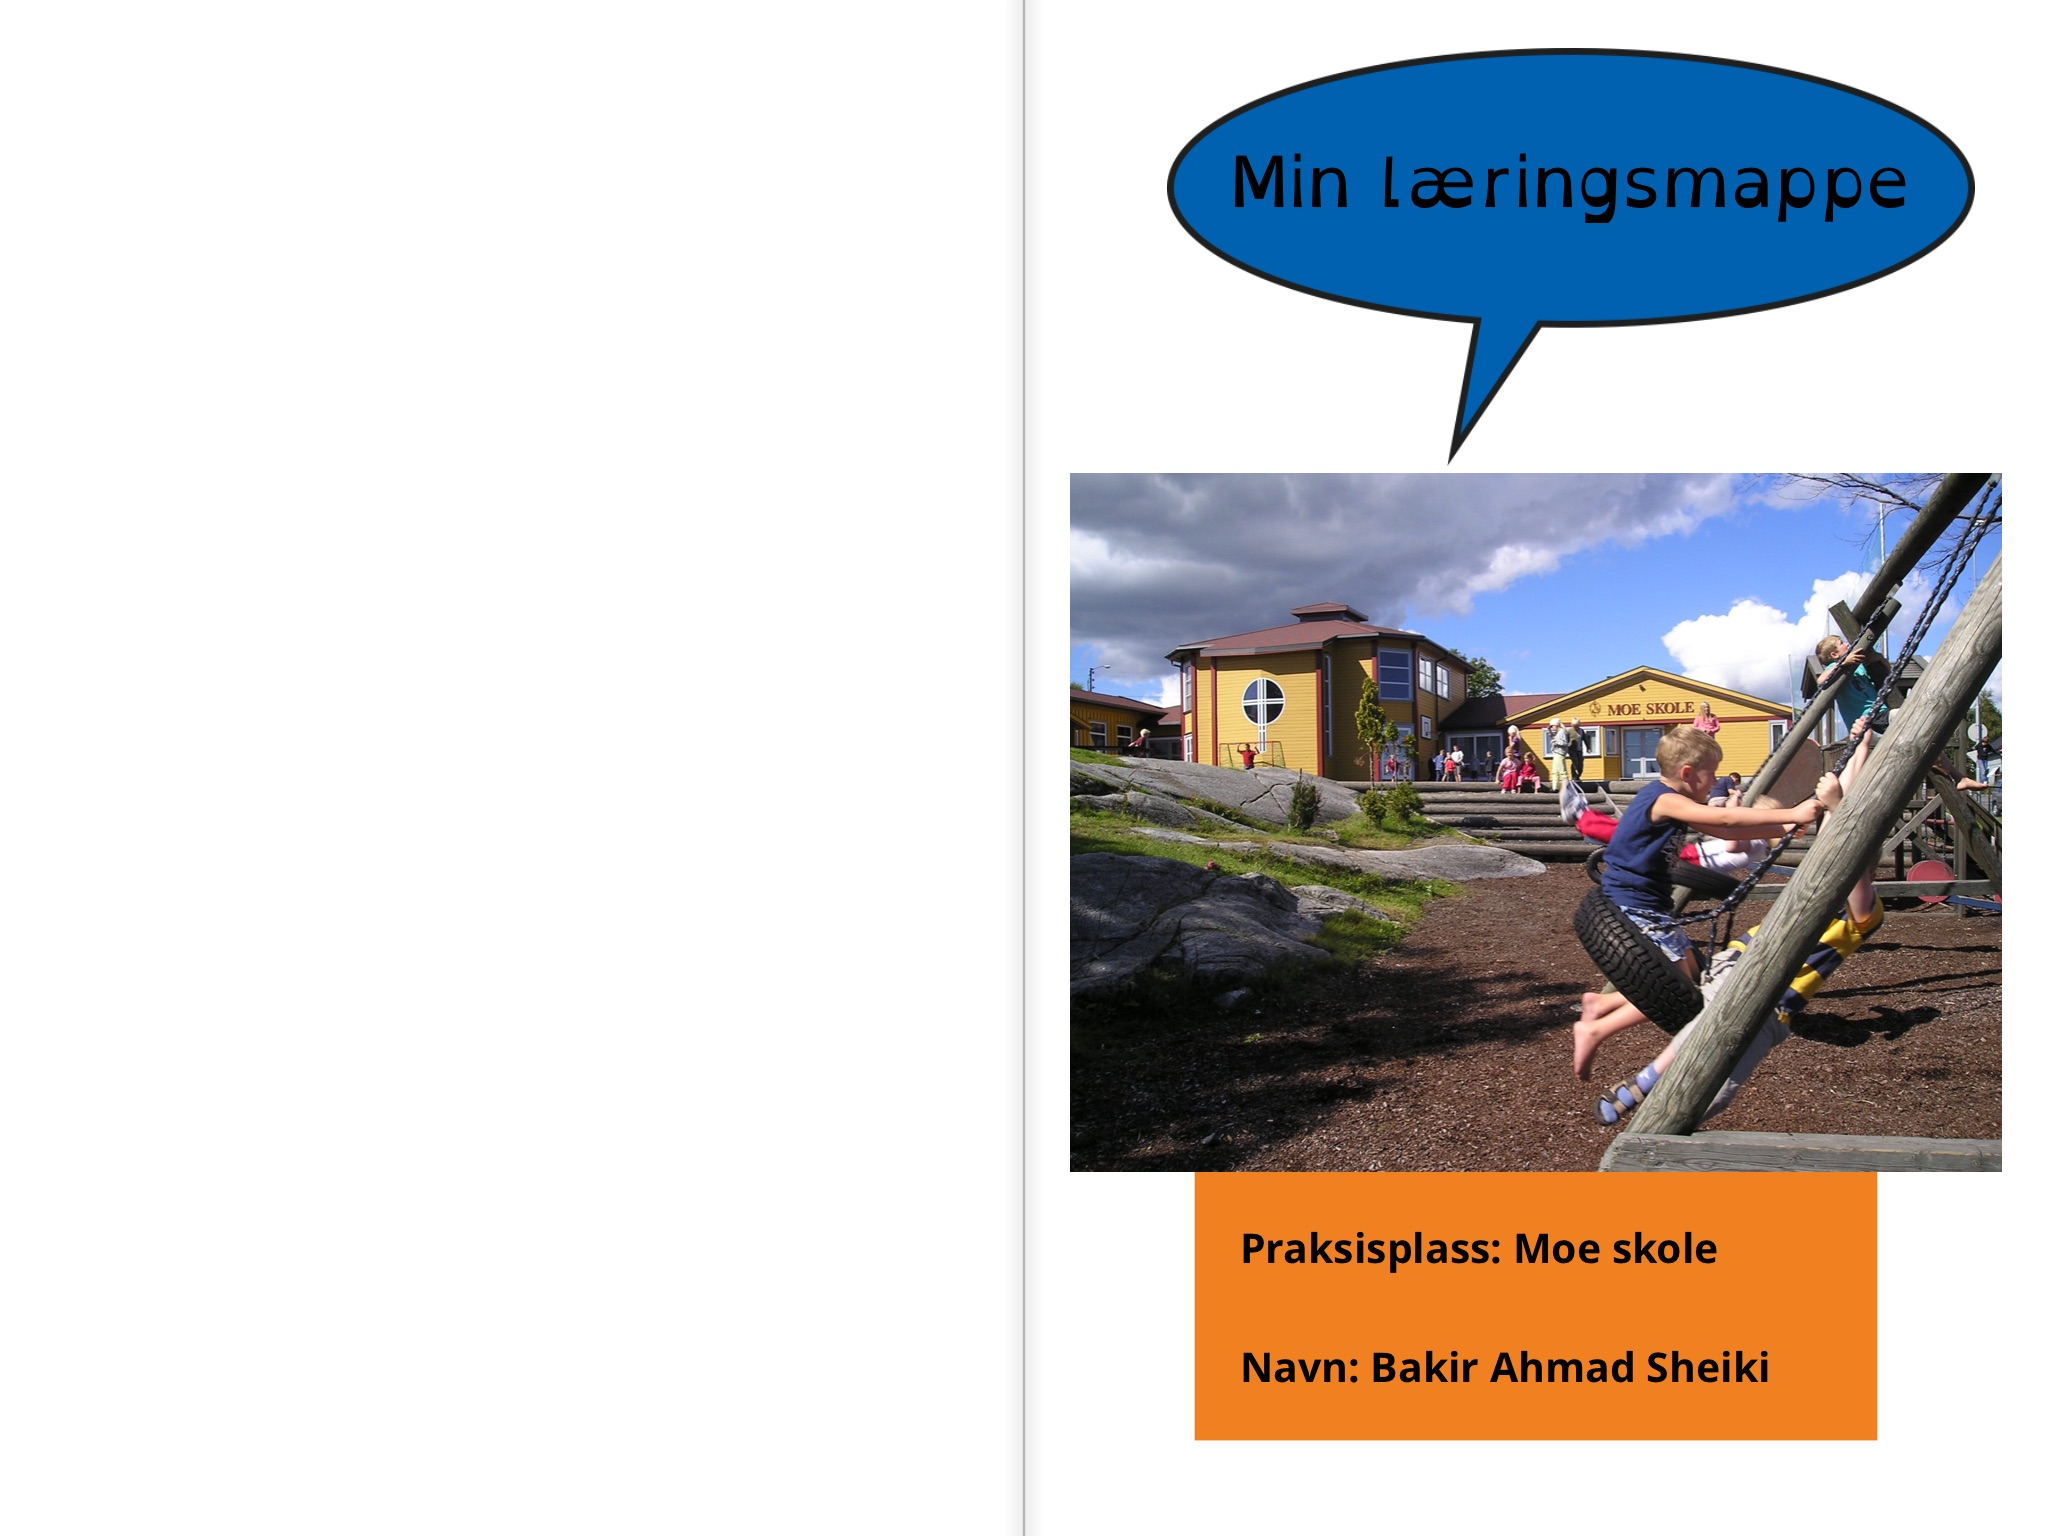 Min læringsmappe
MOE SKOLE
Praksisplass: Moe skole
Navn: Bakir Ahmad Sheiki